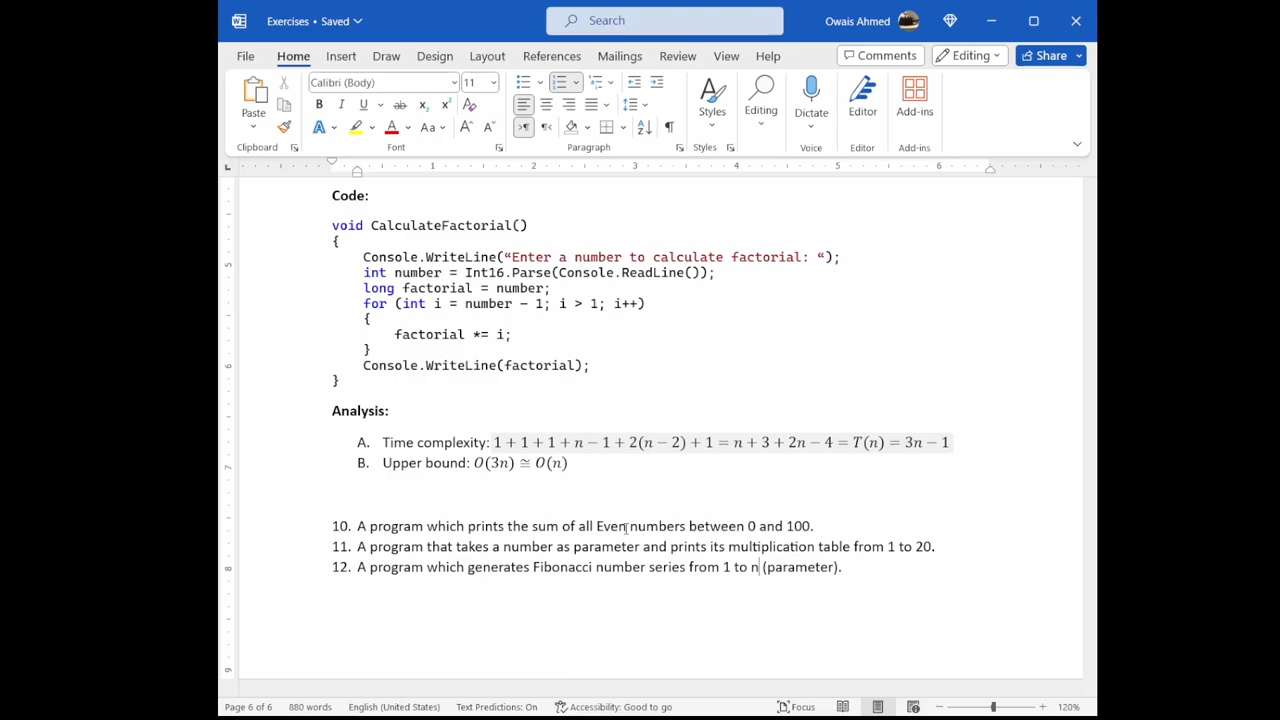 Exercises • Saved
Search
Owais Ahmed
File Home Insert Draw Design Layout References Mailings Review View Help
Comments Editing Share
Calibri (Body) 11
Paste Styles Editing Dictate Editor Add-ins
Clipboard Font Paragraph Styles Voice Editor Add-ins
1 2 3 4 5 6
Code:
void CalculateFactorial()
{
Console.WriteLine(“Enter a number to calculate factorial: “);
int number = Int16.Parse(Console.ReadLine());
long factorial = number;
for (int i = number – 1; i > 1; i++)
{
factorial *= i;
}
Console.WriteLine(factorial);
}
Analysis:
A. Time complexity: 1 + 1 + 1 + n − 1 + 2(n − 2) + 1 = n + 3 + 2n − 4 = T(n) = 3n − 1
B. Upper bound: O(3n) ≅ O(n)
10. A program which prints the sum of all Even numbers between 0 and 100.
11. A program that takes a number as parameter and prints its multiplication table from 1 to 20.
12. A program which generates Fibonacci number series from 1 to n (parameter).
Page 6 of 6 880 words English (United States) Text Predictions: On Accessibility: Good to go Focus 120%